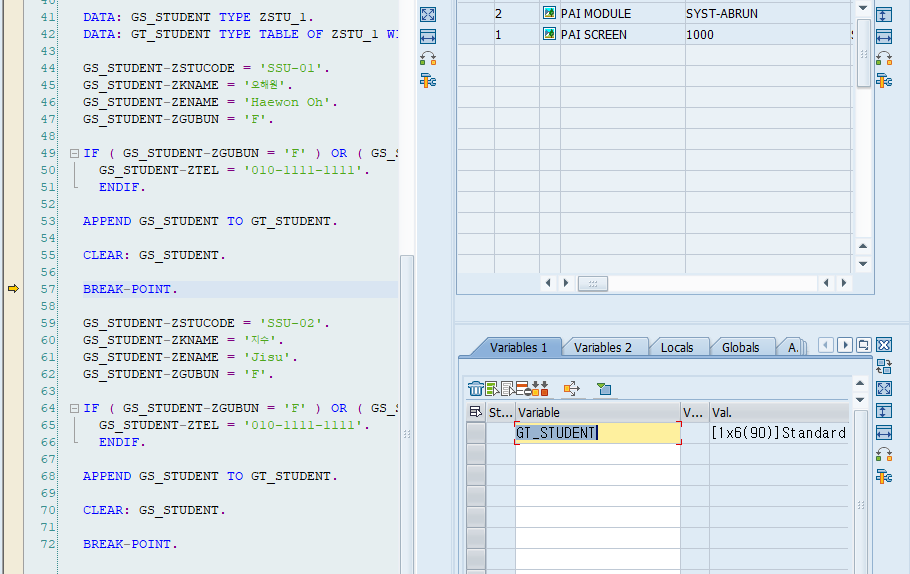 41 DATA: GS_STUDENT TYPE ZSTU_1.
42 DATA: GT_STUDENT TYPE TABLE OF ZSTU_1 WI
43
44 GS_STUDENT-ZSTUCODE = 'SSU-01'.
45 GS_STUDENT-ZKNAME = '오해원'.
46 GS_STUDENT-ZENAME = 'Haewon Oh'.
47 GS_STUDENT-ZGUBUN = 'F'.
48
49 IF ( GS_STUDENT-ZGUBUN = 'F' ) OR ( GS_S
50 GS_STUDENT-ZTEL = '010-1111-1111'.
51 ENDIF.
52
53 APPEND GS_STUDENT TO GT_STUDENT.
54
55 CLEAR: GS_STUDENT.
56
57 BREAK-POINT.
58
59 GS_STUDENT-ZSTUCODE = 'SSU-02'.
60 GS_STUDENT-ZKNAME = '지수'.
61 GS_STUDENT-ZENAME = 'Jisu'.
62 GS_STUDENT-ZGUBUN = 'F'.
63
64 IF ( GS_STUDENT-ZGUBUN = 'F' ) OR ( GS_S
65 GS_STUDENT-ZTEL = '010-1111-1111'.
66 ENDIF.
67
68 APPEND GS_STUDENT TO GT_STUDENT.
69
70 CLEAR: GS_STUDENT.
71
72 BREAK-POINT.
2 PAI MODULE SYST-ABRUN
1 PAI SCREEN 1000
Variables 1 Variables 2 Locals Globals A.
St... Variable V... Val.
GT_STUDENT [1x6(90)]Standard